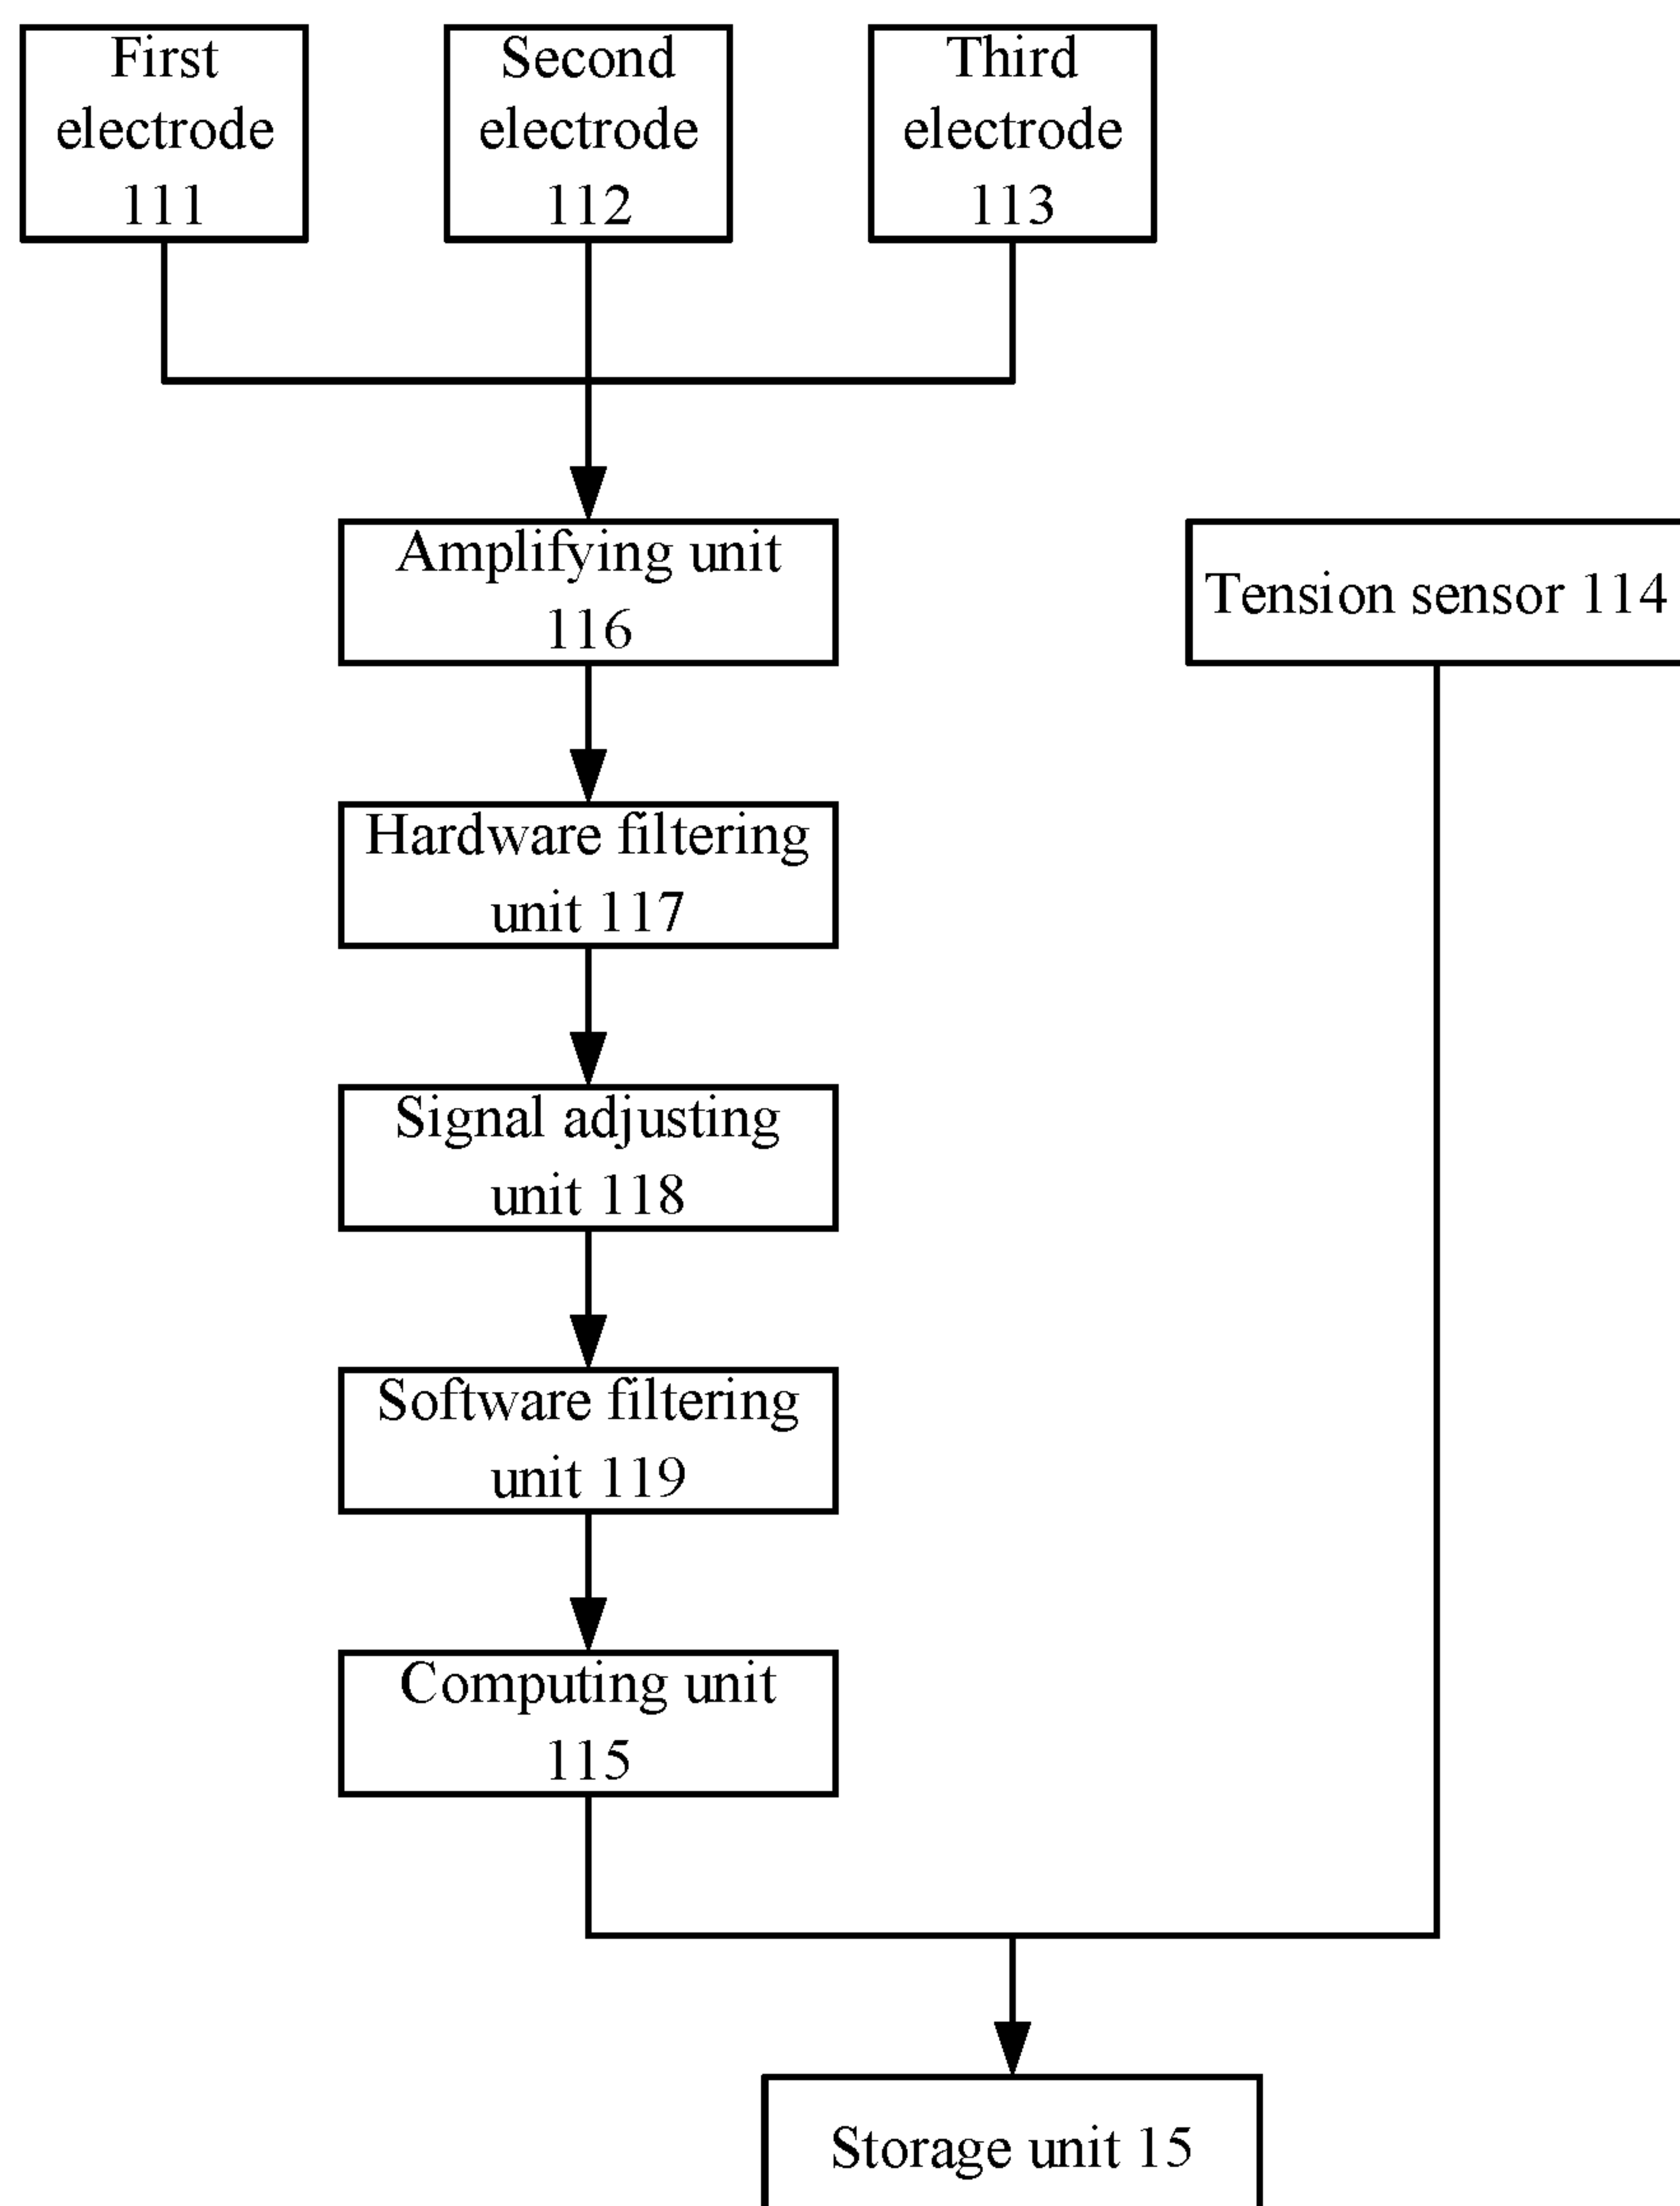 First
electrode
111
Second
electrode
112
Third
electrode
113
Amplifying unit
116
Tension sensor 114
Hardware filtering
unit 117
Signal adjusting
unit 118
Software filtering
unit 119
Computing unit
115
Storage unit 15